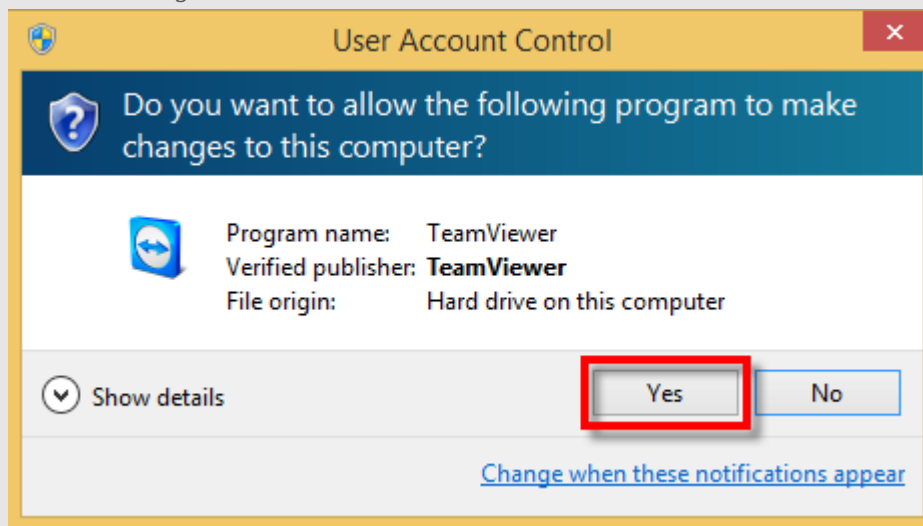 User Account Control
Do you want to allow the following program to make
changes to this computer?
Program name: TeamViewer
Verified publisher: TeamViewer
File origin: Hard drive on this computer
Show details
Yes
No
Change when these notifications appear